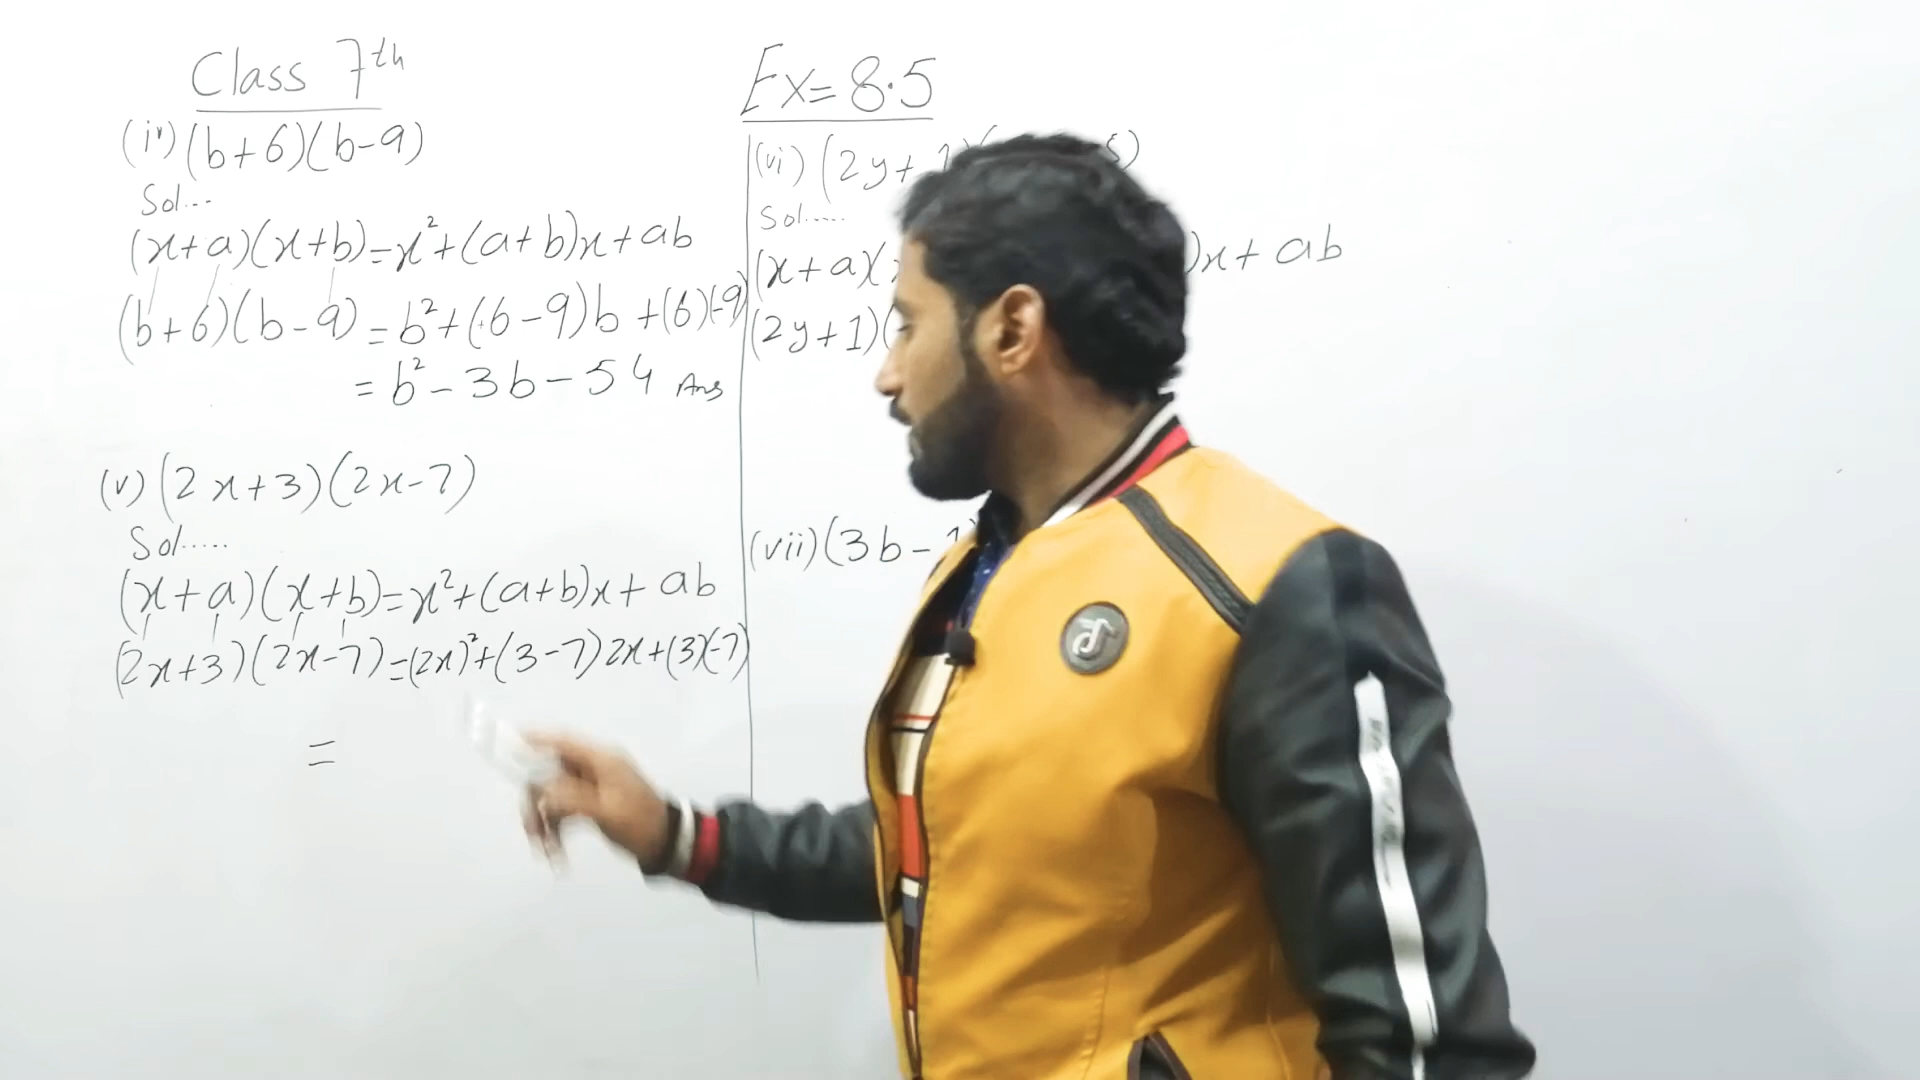 Class 7th
(iv) (b+6)(b-9)
Sol...
(x+a)(x+b)=x²+(a+b)x+ab
(b+6)(b-9)=b²+(+6-9)b+(6)(-9)
=b²-3b-54 Ans
(v) (2x+3)(2x-7)
Sol.....
(x+a)(x+b)=x²+(a+b)x+ab
(2x+3)(2x-7)=(2x)²+(3-7)2x+(3)(-7)
=
Ex=8.5
(vi) (2y+
Sol.....
(x+a)( )x+ab
(2y+1)(
(vii) (3b-1